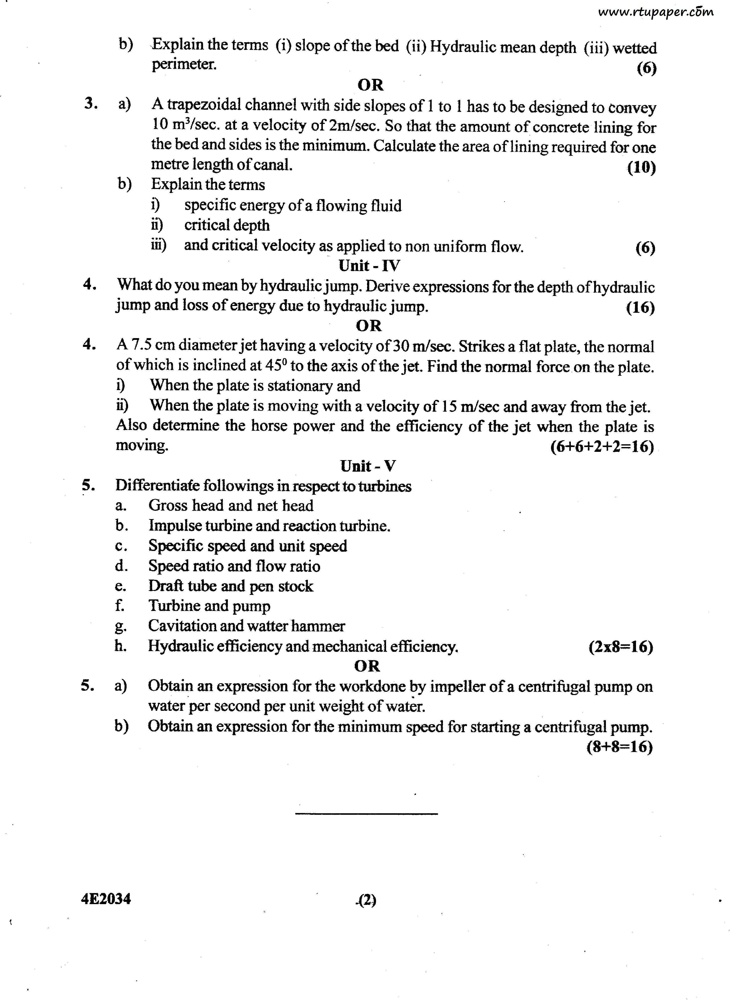 www.rtupaper.com
b) Explain the terms (i) slope of the bed (ii) Hydraulic mean depth (iii) wetted
perimeter. (6)
OR
3. a) A trapezoidal channel with side slopes of 1 to 1 has to be designed to convey
10 m³/sec. at a velocity of 2m/sec. So that the amount of concrete lining for
the bed and sides is the minimum. Calculate the area of lining required for one
metre length of canal. (10)
b) Explain the terms
i) specific energy of a flowing fluid
ii) critical depth
iii) and critical velocity as applied to non uniform flow. (6)
Unit - IV
4. What do you mean by hydraulic jump. Derive expressions for the depth of hydraulic
jump and loss of energy due to hydraulic jump. (16)
OR
4. A 7.5 cm diameter jet having a velocity of 30 m/sec. Strikes a flat plate, the normal
of which is inclined at 45⁰ to the axis of the jet. Find the normal force on the plate.
i) When the plate is stationary and
ii) When the plate is moving with a velocity of 15 m/sec and away from the jet.
Also determine the horse power and the efficiency of the jet when the plate is
moving. (6+6+2+2=16)
Unit - V
5. Differentiate followings in respect to turbines
a. Gross head and net head
b. Impulse turbine and reaction turbine.
c. Specific speed and unit speed
d. Speed ratio and flow ratio
e. Draft tube and pen stock
f. Turbine and pump
g. Cavitation and watter hammer
h. Hydraulic efficiency and mechanical efficiency. (2x8=16)
OR
5. a) Obtain an expression for the workdone by impeller of a centrifugal pump on
water per second per unit weight of water.
b) Obtain an expression for the minimum speed for starting a centrifugal pump.
(8+8=16)
4E2034 (2)